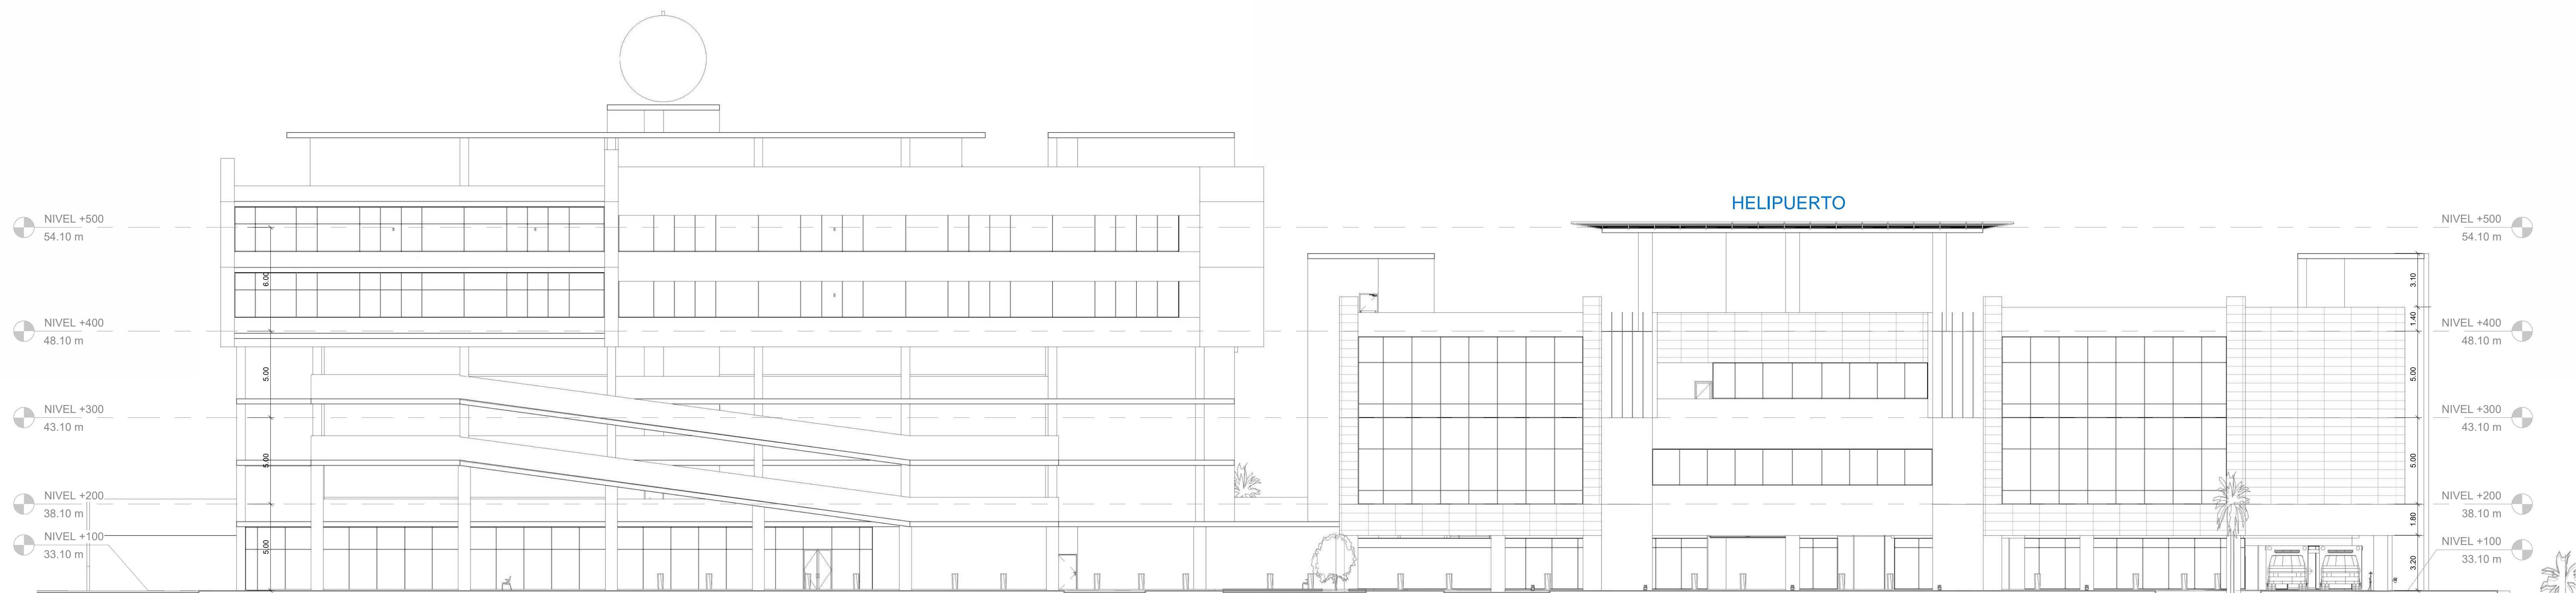 HELIPUERTO
NIVEL +500
54.10 m
NIVEL +400
48.10 m
NIVEL +300
43.10 m
NIVEL +200
38.10 m
NIVEL +100
33.10 m
6.00
5.00
5.00
5.00
3.10
1.40
5.00
5.00
1.80
3.20
NIVEL +500
54.10 m
NIVEL +400
48.10 m
NIVEL +300
43.10 m
NIVEL +200
38.10 m
NIVEL +100
33.10 m